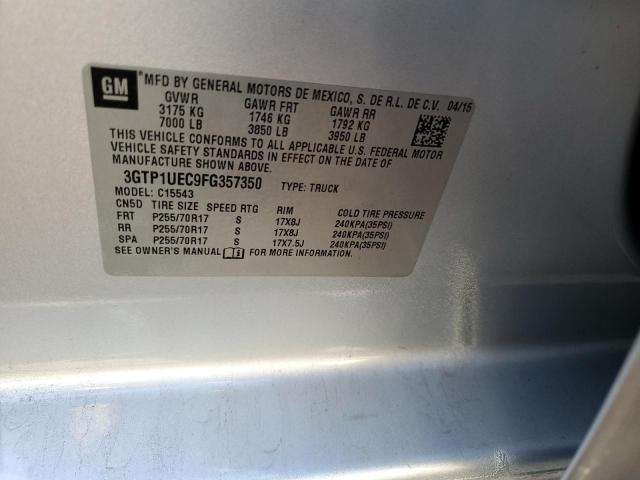 GM MFD BY GENERAL MOTORS DE MEXICO, S. DE R.L. DE C.V. 04/15
GVWR GAWR FRT GAWR RR
3175 KG 1746 KG 1792 KG
7000 LB 3850 LB 3950 LB
THIS VEHICLE CONFORMS TO ALL APPLICABLE U.S. FEDERAL MOTOR
VEHICLE SAFETY STANDARDS IN EFFECT ON THE DATE OF
MANUFACTURE SHOWN ABOVE.
3GTP1UEC9FG357350 TYPE: TRUCK
MODEL: C15543
CN5D TIRE SIZE SPEED RTG RIM COLD TIRE PRESSURE
FRT P255/70R17 S 17X8J 240KPA(35PSI)
RR P255/70R17 S 17X8J 240KPA(35PSI)
SPA P255/70R17 S 17X7.5J 240KPA(35PSI)
SEE OWNER'S MANUAL FOR MORE INFORMATION.